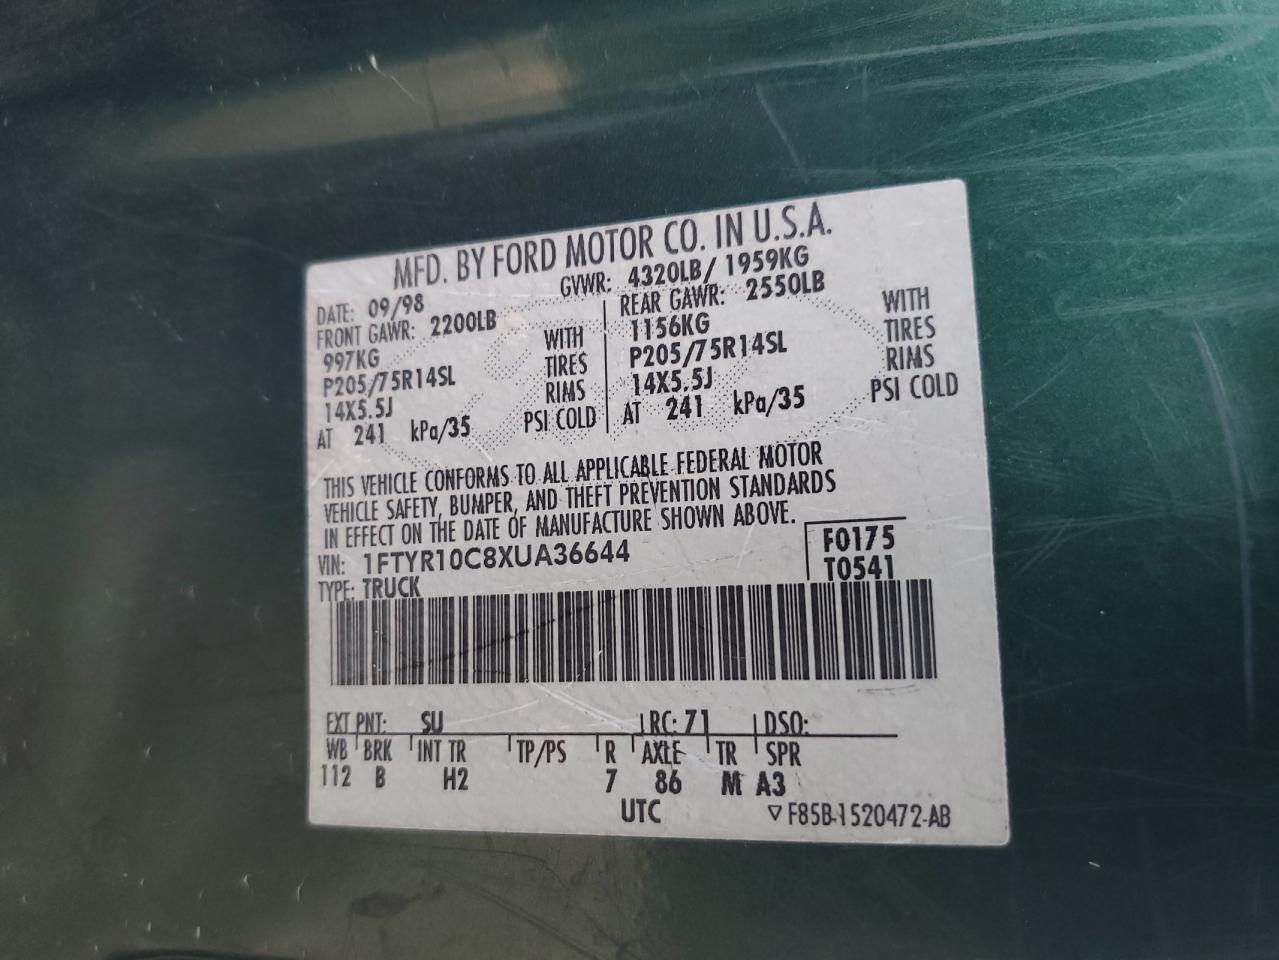 MFD. BY FORD MOTOR CO. IN U.S.A.
DATE: 09/98 GVWR: 4320LB/ 1959KG
FRONT GAWR: 2200LB REAR GAWR: 2550LB
997KG WITH 1156KG WITH
P205/75R14SL TIRES P205/75R14SL TIRES
14X5.5J RIMS 14X5.5J RIMS
AT 241 kPa/35 PSI COLD AT 241 kPa/35 PSI COLD
THIS VEHICLE CONFORMS TO ALL APPLICABLE FEDERAL MOTOR
VEHICLE SAFETY, BUMPER, AND THEFT PREVENTION STANDARDS
IN EFFECT ON THE DATE OF MANUFACTURE SHOWN ABOVE.
VIN: 1FTYR10C8XUA36644 F0175
TYPE: TRUCK T0541
EXT PNT: SU RC: 71 DSO:
WB BRK INT TR TP/PS R AXLE TR SPR
112 B H2 7 86 M A3
UTC ▽ F85B-1520472-AB